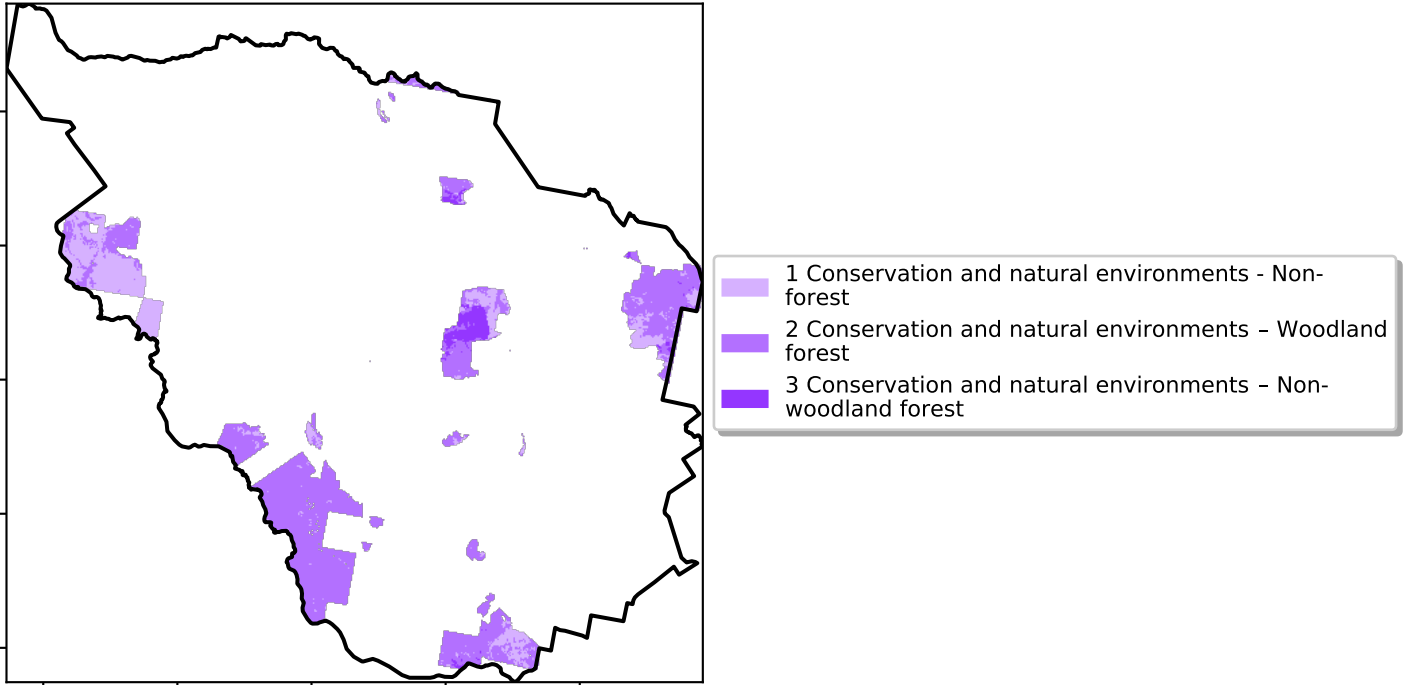 1 Conservation and natural environments - Non-
forest
2 Conservation and natural environments – Woodland
forest
3 Conservation and natural environments – Non-
woodland forest